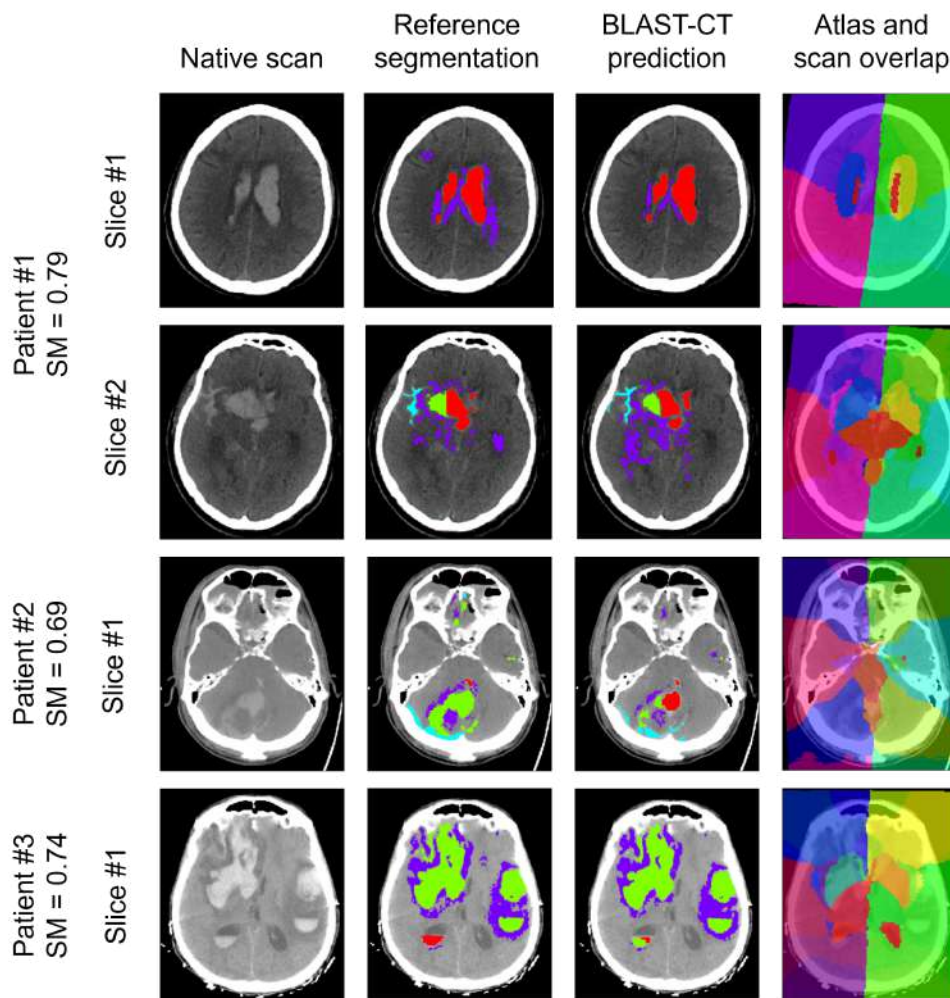 Native scan
Reference
segmentation
BLAST-CT
prediction
Atlas and
scan overlap
Patient #1
SM = 0.79
Slice #1
Slice #2
Patient #2
SM = 0.69
Slice #1
Patient #3
SM = 0.74
Slice #1